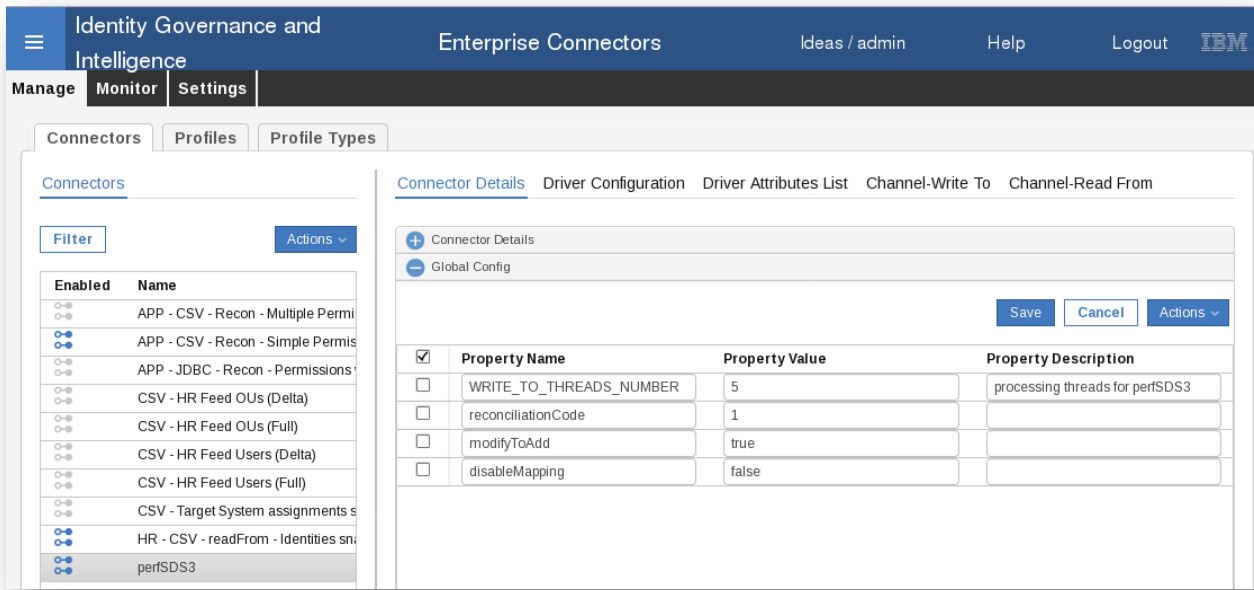 Identity Governance and
Intelligence
Enterprise Connectors
Ideas / admin
Help
Logout
IBM
Manage
Monitor
Settings
Connectors
Profiles
Profile Types
Connectors
Filter
Actions
Enabled Name
APP - CSV - Recon - Multiple Permi
APP - CSV - Recon - Simple Permis
APP - JDBC - Recon - Permissions
CSV - HR Feed OUs (Delta)
CSV - HR Feed OUs (Full)
CSV - HR Feed Users (Delta)
CSV - HR Feed Users (Full)
CSV - Target System assignments s
HR - CSV - readFrom - Identities sna
perfSDS3
Connector Details Driver Configuration Driver Attributes List Channel-Write To Channel-Read From
Connector Details
Global Config
Save Cancel Actions
Property Name Property Value Property Description
WRITE_TO_THREADS_NUMBER 5 processing threads for perfSDS3
reconciliationCode 1
modifyToAdd true
disableMapping false